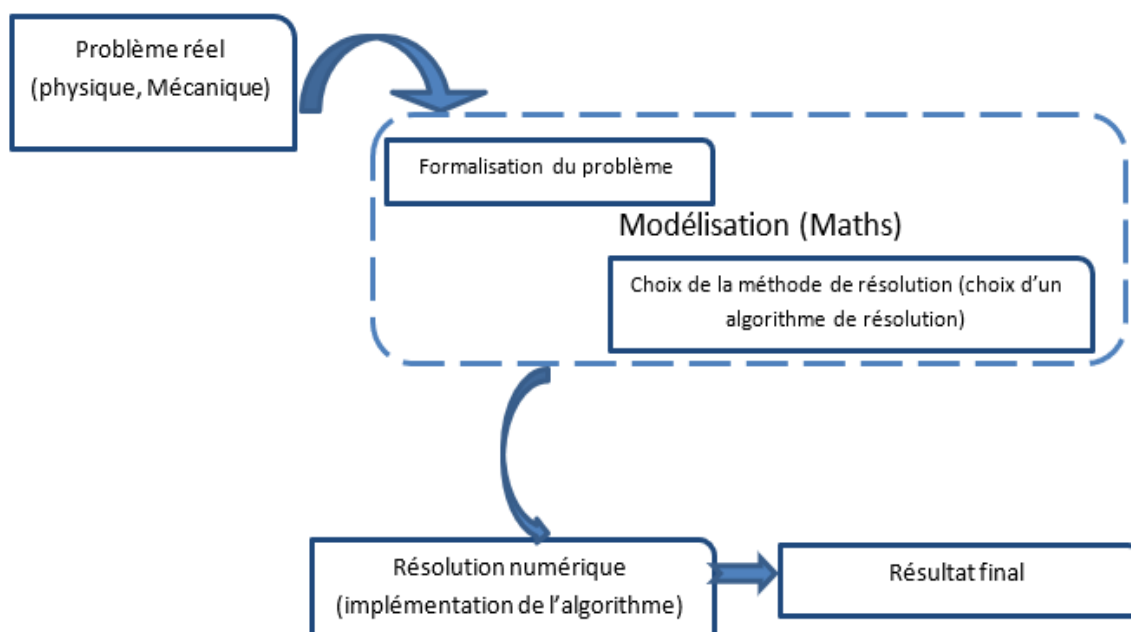 Problème réel
(physique, Mécanique)
Formalisation du problème
Modélisation (Maths)
Choix de la méthode de résolution (choix d’un
algorithme de résolution)
Résolution numérique
(implémentation de l’algorithme)
Résultat final